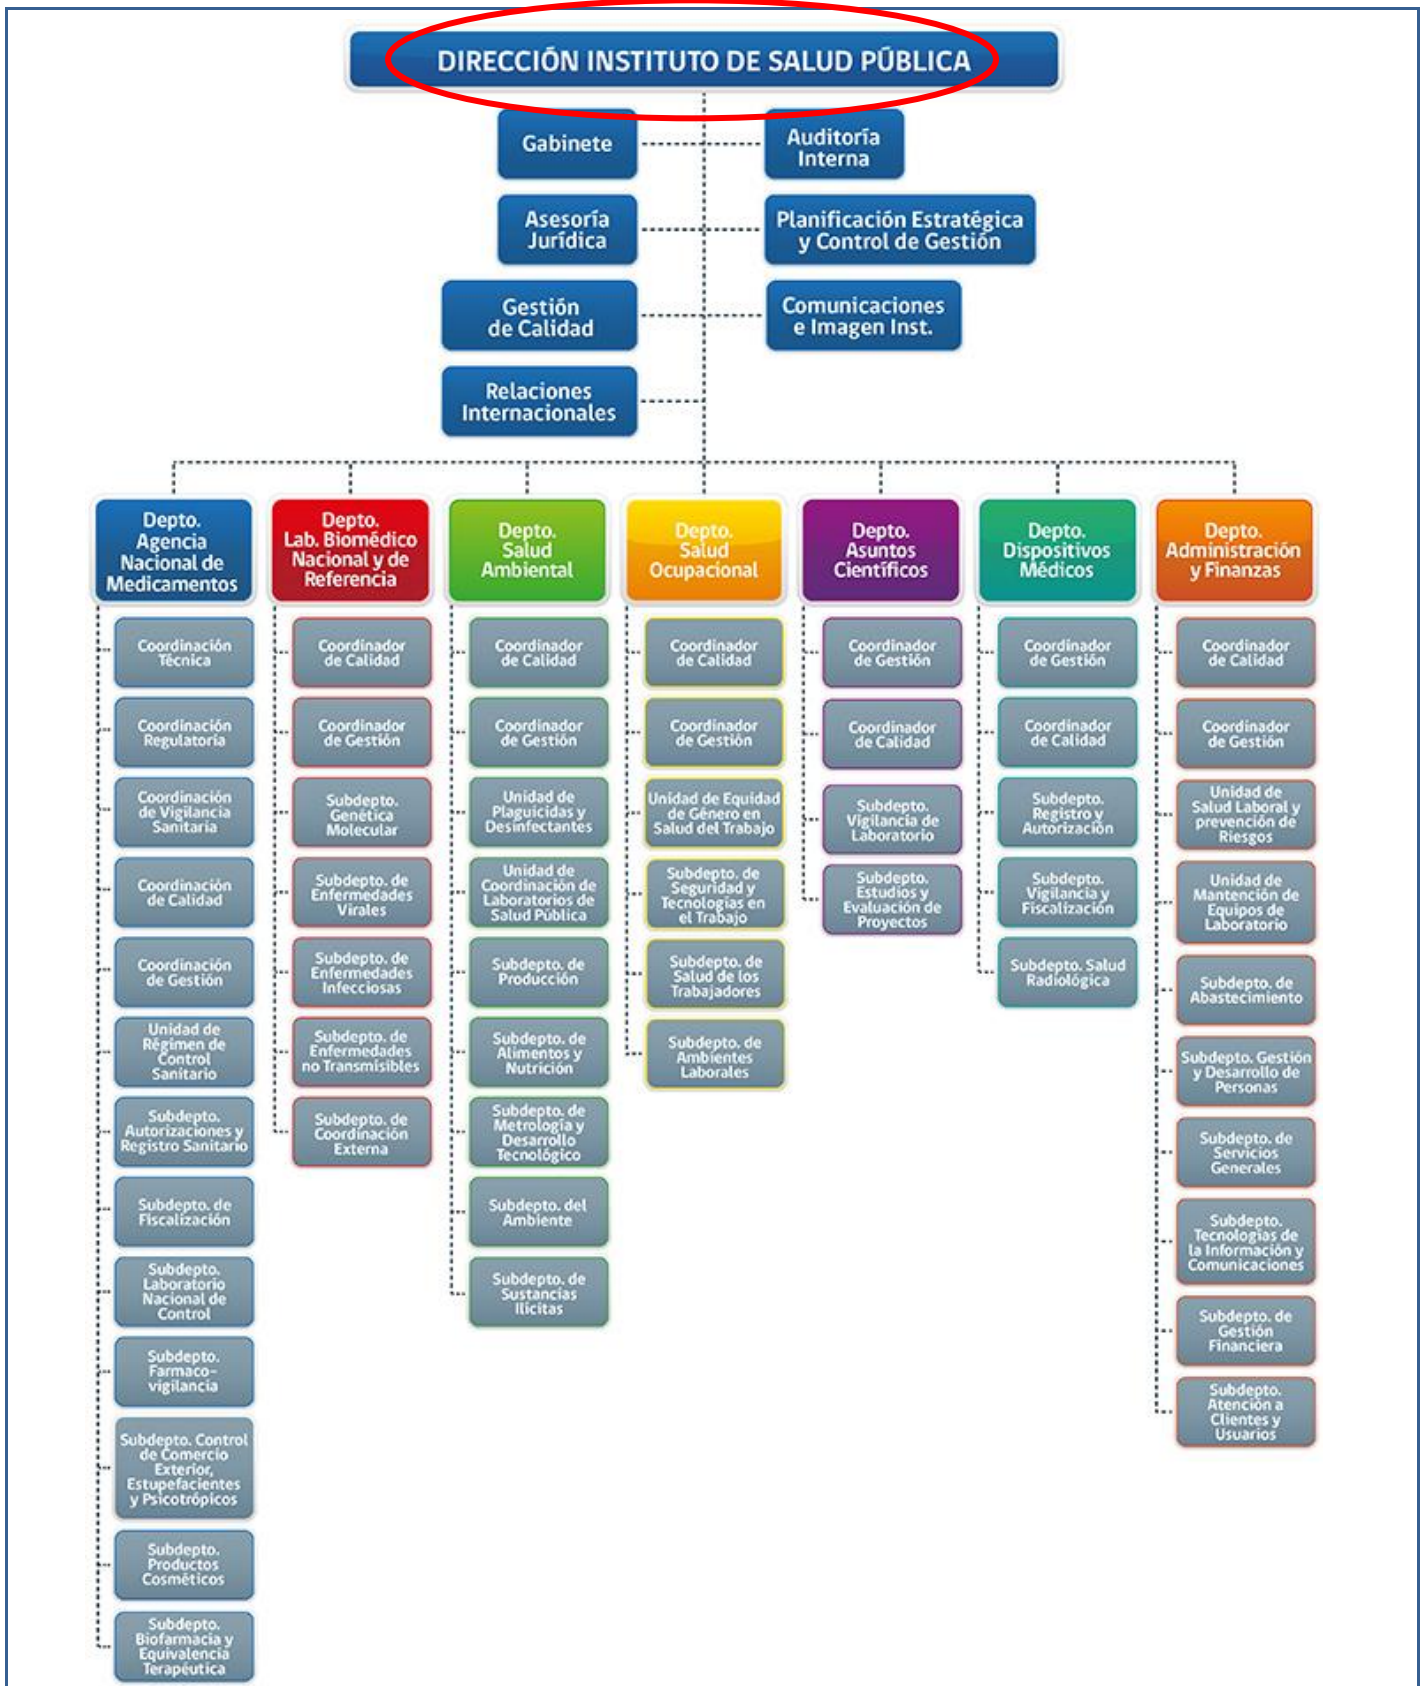 DIRECCIÓN INSTITUTO DE SALUD PÚBLICA
Gabinete
Auditoría
Interna
Asesoría
Jurídica
Planificación Estratégica
y Control de Gestión
Gestión
de Calidad
Comunicaciones
e Imagen Inst.
Relaciones
Internacionales
Depto.
Agencia
Nacional de
Medicamentos
Coordinación
Técnica
Coordinación
Regulatoria
Coordinación
de Vigilancia
Sanitaria
Coordinación
de Calidad
Coordinación
de Gestión
Unidad de
Régimen de
Control
Sanitario
Subdepto.
Autorizaciones y
Registro Sanitario
Subdepto. de
Fiscalización
Subdepto.
Laboratorio
Nacional de
Control
Subdepto.
Farmaco-
vigilancia
Subdepto. Control
de Comercio
Exterior,
Estupefacientes
y Psicotrópicos
Subdepto.
Productos
Cosméticos
Subdepto.
Biofarmacia y
Equivalencia
Terapéutica
Depto.
Lab. Biomédico
Nacional y de
Referencia
Coordinador
de Calidad
Coordinador
de Gestión
Subdepto.
Genética
Molecular
Subdepto. de
Enfermedades
Virales
Subdepto. de
Enfermedades
Infecciosas
Subdepto. de
Enfermedades
no Transmisibles
Subdepto. de
Coordinación
Externa
Depto.
Salud
Ambiental
Coordinador
de Calidad
Coordinador
de Gestión
Unidad de
Plaguicidas y
Desinfectantes
Unidad de
Coordinación de
Laboratorios de
Salud Pública
Subdepto. de
Producción
Subdepto. de
Alimentos y
Nutrición
Subdepto. de
Metrología y
Desarrollo
Tecnológico
Subdepto. del
Ambiente
Subdepto. de
Sustancias
Ilícitas
Depto.
Salud
Ocupacional
Coordinador
de Calidad
Coordinador
de Gestión
Unidad de Equidad
de Género en
Salud del Trabajo
Subdepto. de
Seguridad y
Tecnologías en
el Trabajo
Subdepto. de
Salud de los
Trabajadores
Subdepto. de
Ambientes
Laborales
Depto.
Asuntos
Científicos
Coordinador
de Gestión
Coordinador
de Calidad
Subdepto.
Vigilancia de
Laboratorio
Subdepto.
Estudios y
Evaluación de
Proyectos
Depto.
Dispositivos
Médicos
Coordinador
de Gestión
Coordinador
de Calidad
Subdepto.
Registro y
Autorización
Subdepto.
Vigilancia y
Fiscalización
Subdepto. Salud
Radiológica
Depto.
Administración
y Finanzas
Coordinador
de Calidad
Coordinador
de Gestión
Unidad de
Salud Laboral y
prevención de
Riesgos
Unidad de
Mantención de
Equipos de
Laboratorio
Subdepto. de
Abastecimiento
Subdepto. Gestión
y Desarrollo de
Personas
Subdepto. de
Servicios
Generales
Subdepto.
Tecnologías de
la Información y
Comunicaciones
Subdepto. de
Gestión
Financiera
Subdepto.
Atención a
Clientes y
Usuarios